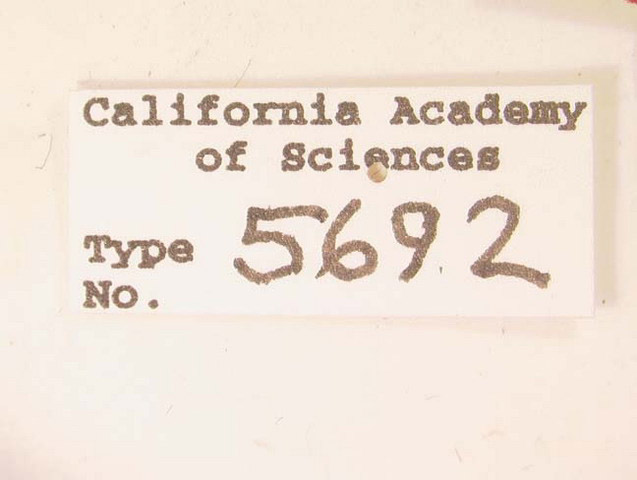 California Academy
of Sciences
Type 5692
No.